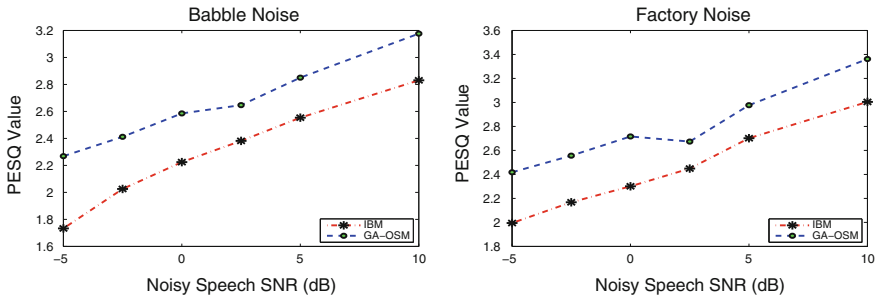 Babble Noise
PESQ Value
3.2
3
2.8
2.6
2.4
2.2
2
1.8
1.6
−5
0
5
10
IBM
GA−OSM
Noisy Speech SNR (dB)
Factory Noise
PESQ Value
3.6
3.4
3.2
3
2.8
2.6
2.4
2.2
2
1.8
−5
0
5
10
IBM
GA−OSM
Noisy Speech SNR (dB)